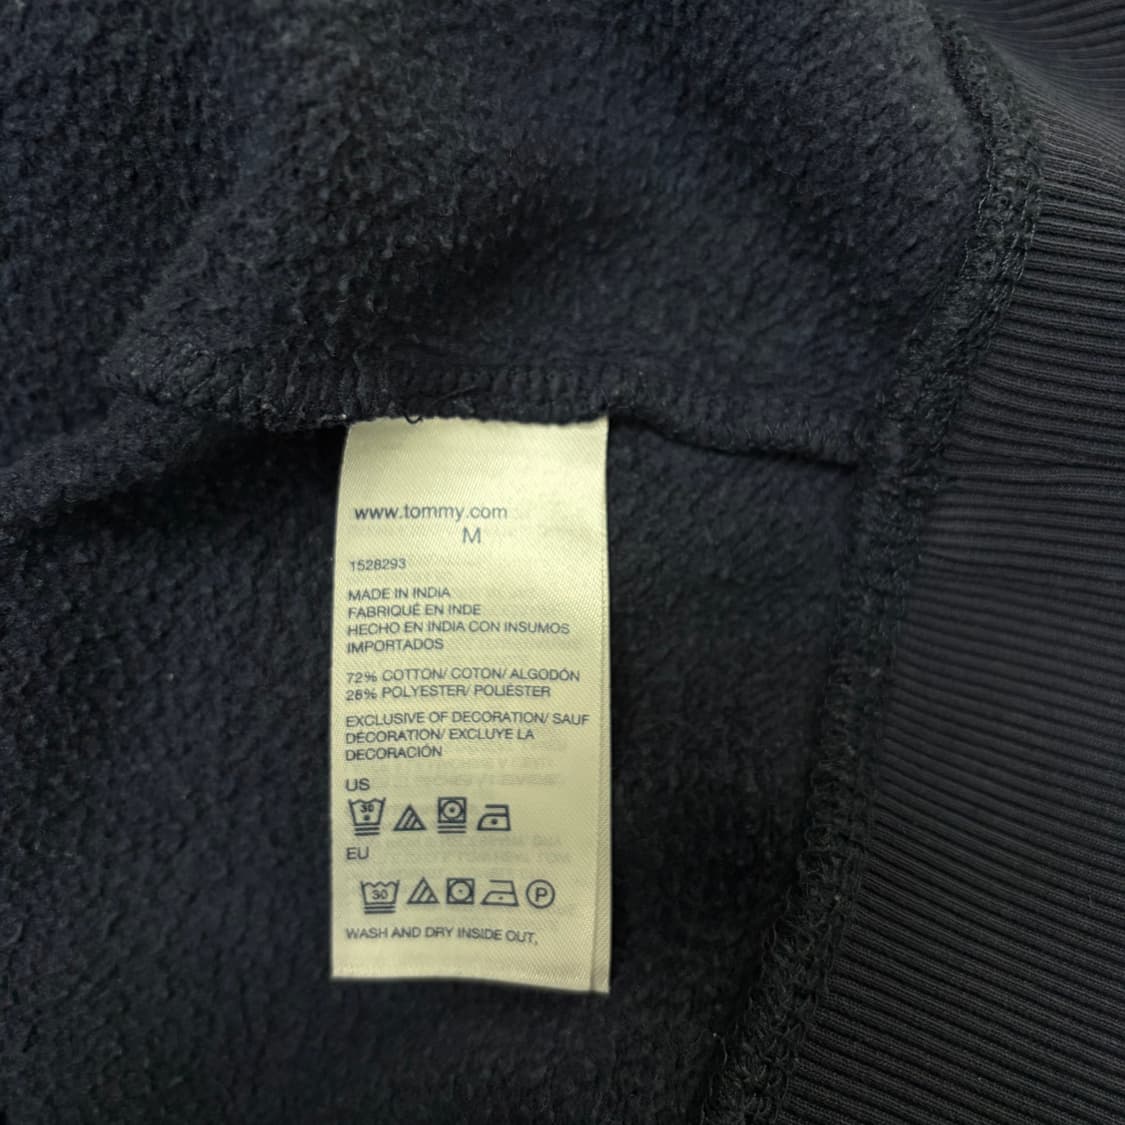 www.tommy.com
M
1528293
MADE IN INDIA
FABRIQUÉ EN INDE
HECHO EN INDIA CON INSUMOS
IMPORTADOS
72% COTTON/ COTON/ ALGODÓN
28% POLYESTER/ POLIÉSTER
EXCLUSIVE OF DECORATION/ SAUF
DÉCORATION/ EXCLUYE LA
DECORACIÓN
US
30
EU
30 P
WASH AND DRY INSIDE OUT,